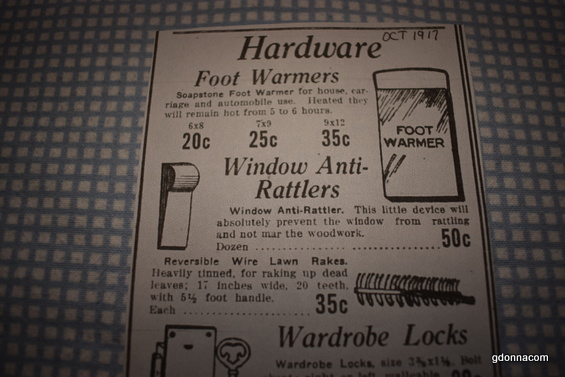 OCT 1917
Hardware
Foot Warmers
Soapstone Foot Warmer for house, car-
riage and automobile use. Heated they
will remain hot from 5 to 6 hours.
6x8 7x9 9x12
20c 25c 35c
FOOT
WARMER
Window Anti-
Rattlers
Window Anti-Rattler. This little device will
absolutely prevent the window from rattling
and not mar the woodwork.
Dozen .......................................... 50c
Reversible Wire Lawn Rakes.
Heavily tinned, for raking up dead
leaves; 17 inches wide, 20 teeth,
with 5½ foot handle.
Each .................... 35c
Wardrobe Locks
Wardrobe Locks, size Bolt
right or left,
gdonnacom